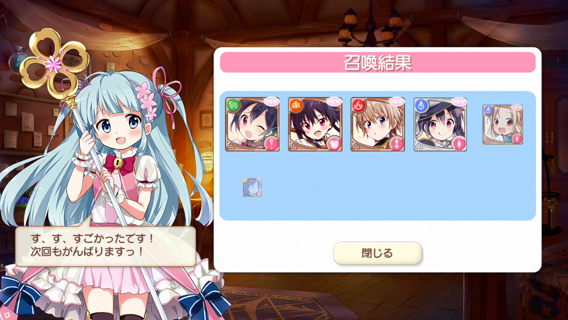 召喚結果
す、す、すごかったです!
次回もがんばりますっ!
閉じる